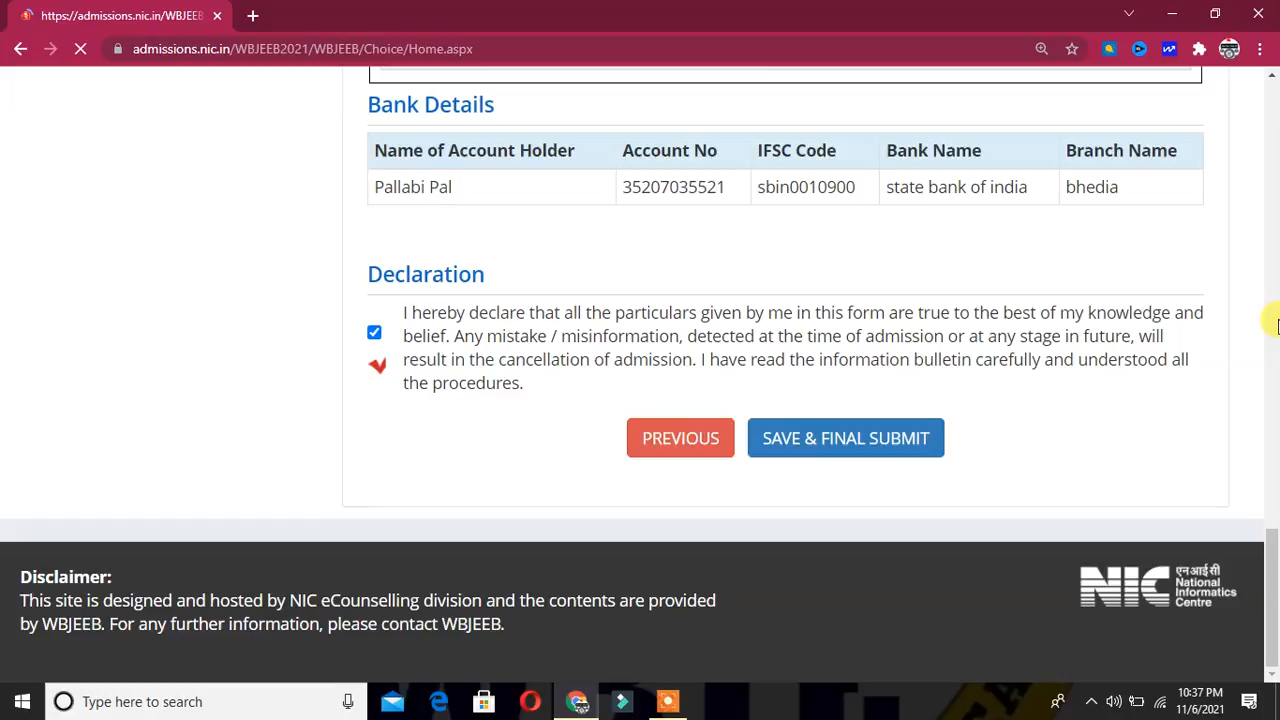 https://admissions.nic.in/WBJEEB
admissions.nic.in/WBJEEB2021/WBJEEB/Choice/Home.aspx
Bank Details
Name of Account Holder Account No IFSC Code Bank Name Branch Name
Pallabi Pal 35207035521 sbin0010900 state bank of india bhedia
Declaration
I hereby declare that all the particulars given by me in this form are true to the best of my knowledge and
belief. Any mistake / misinformation, detected at the time of admission or at any stage in future, will
result in the cancellation of admission. I have read the information bulletin carefully and understood all
the procedures.
PREVIOUS SAVE & FINAL SUBMIT
Disclaimer:
This site is designed and hosted by NIC eCounselling division and the contents are provided
by WBJEEB. For any further information, please contact WBJEEB.
NIC
एन आई सी
National
Informatics
Centre
Type here to search
10:37 PM
11/6/2021